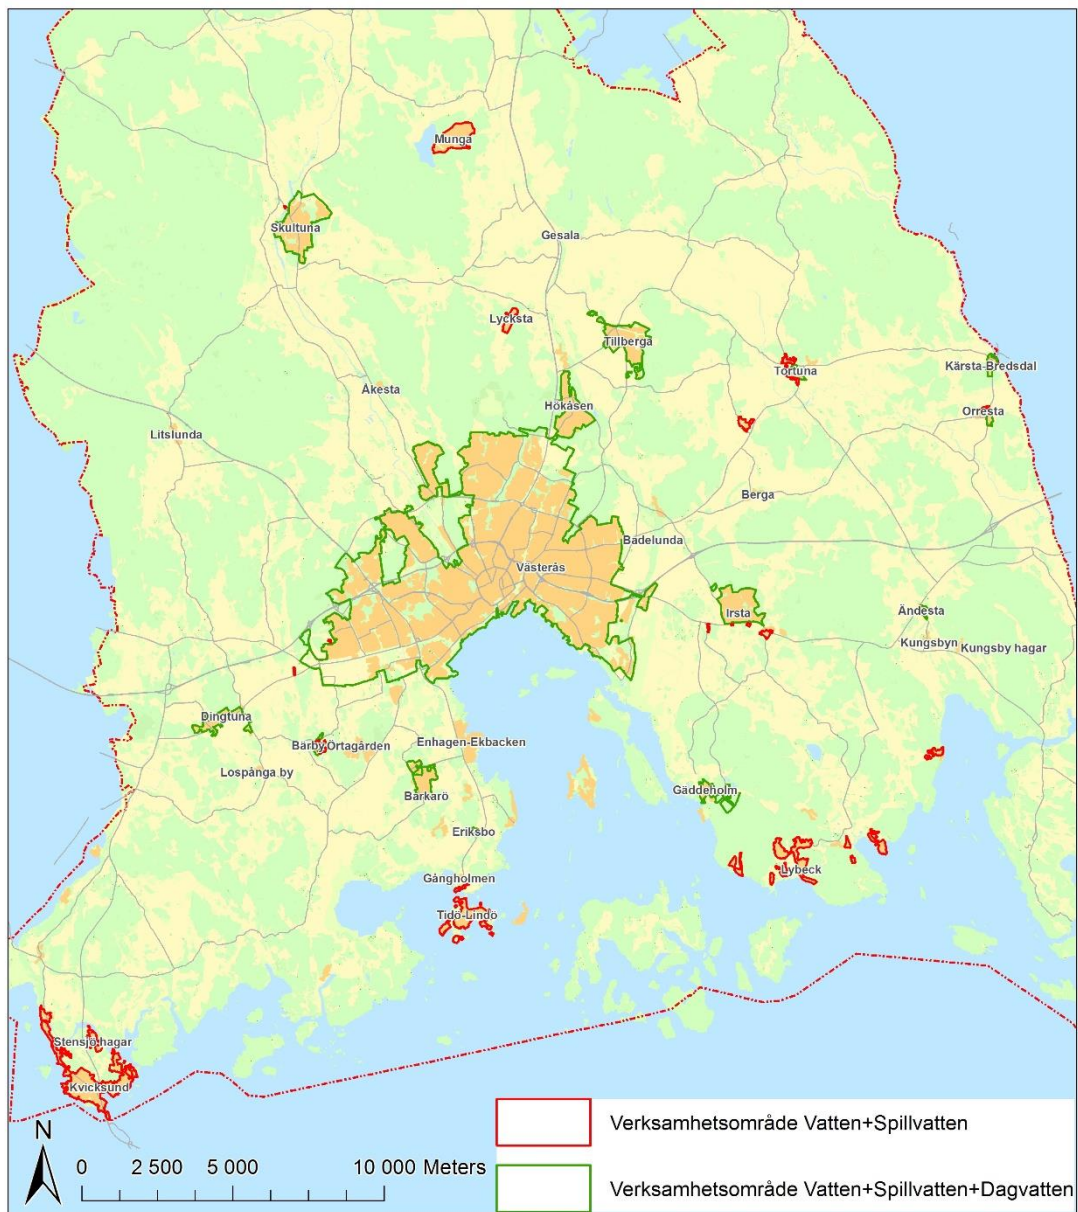 Munga
Skultuna
Gesala
Lycksta
Tillberga
Kärsta-Bredsdal
Tortuna
Åkesta
Hökåsen
Orresta
Litslunda
Berga
Badelunda
Västerås
Irsta
Ändesta
Kungsbyn
Kungsby hagar
Dingtuna
Bärby
Örtagården
Enhagen-Ekbacken
Lospånga by
Gäddeholm
Barkarö
Eriksbo
Lybeck
Gångholmen
Tidö-Lindö
Stensjö hagar
Kvicksund
N
0 2 500 5 000 10 000 Meters
Verksamhetsområde Vatten+Spillvatten
Verksamhetsområde Vatten+Spillvatten+Dagvatten